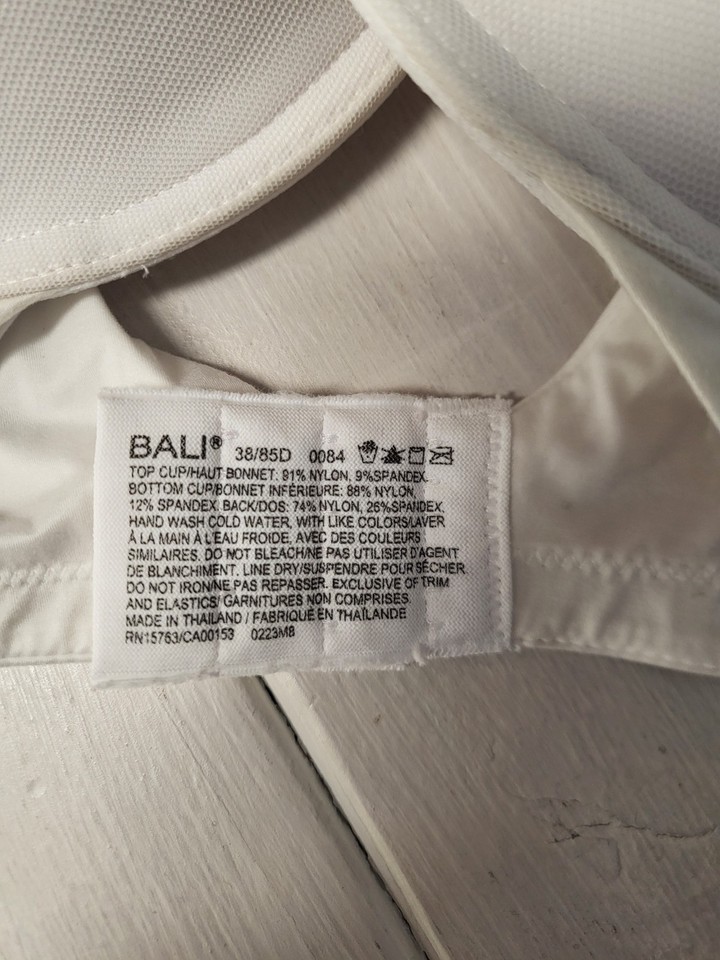 BALI® 38/85D 0084
TOP CUP/HAUT BONNET: 91% NYLON, 9%SPANDEX.
BOTTOM CUP/BONNET INFÉRIEURE: 88% NYLON,
12% SPANDEX. BACK/DOS: 74% NYLON, 26%SPANDEX.
HAND WASH COLD WATER, WITH LIKE COLORS/LAVER
À LA MAIN À L'EAU FROIDE, AVEC DES COULEURS
SIMILAIRES. DO NOT BLEACH/NE PAS UTILISER D'AGENT
DE BLANCHIMENT. LINE DRY/SUSPENDRE POUR SÉCHER.
DO NOT IRON/NE PAS REPASSER. EXCLUSIVE OF TRIM
AND ELASTICS/ GARNITURES NON COMPRISES.
MADE IN THAILAND / FABRIQUÉ EN THAÏLANDE
RN15763/CA00153 0223M8